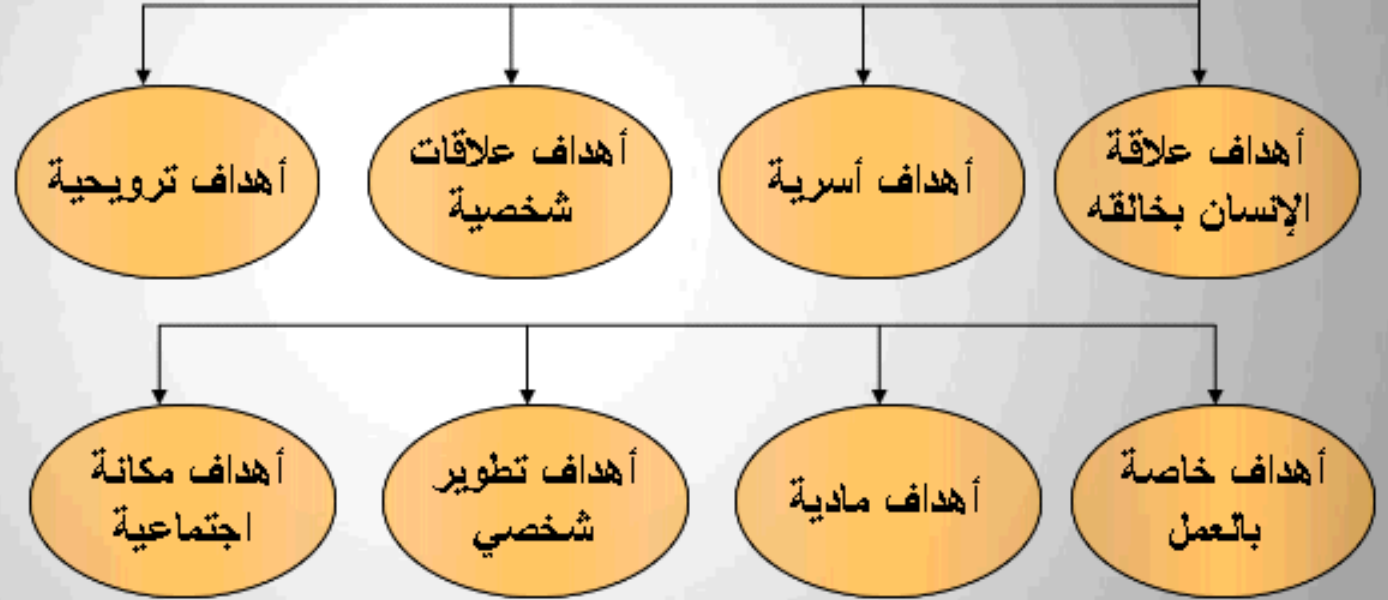 أهداف علاقة
الإنسان بخالقه
أهداف أسرية
أهداف علاقات
شخصية
أهداف ترويحية
أهداف خاصة
بالعمل
أهداف مادية
أهداف تطوير
شخصي
أهداف مكانة
اجتماعية